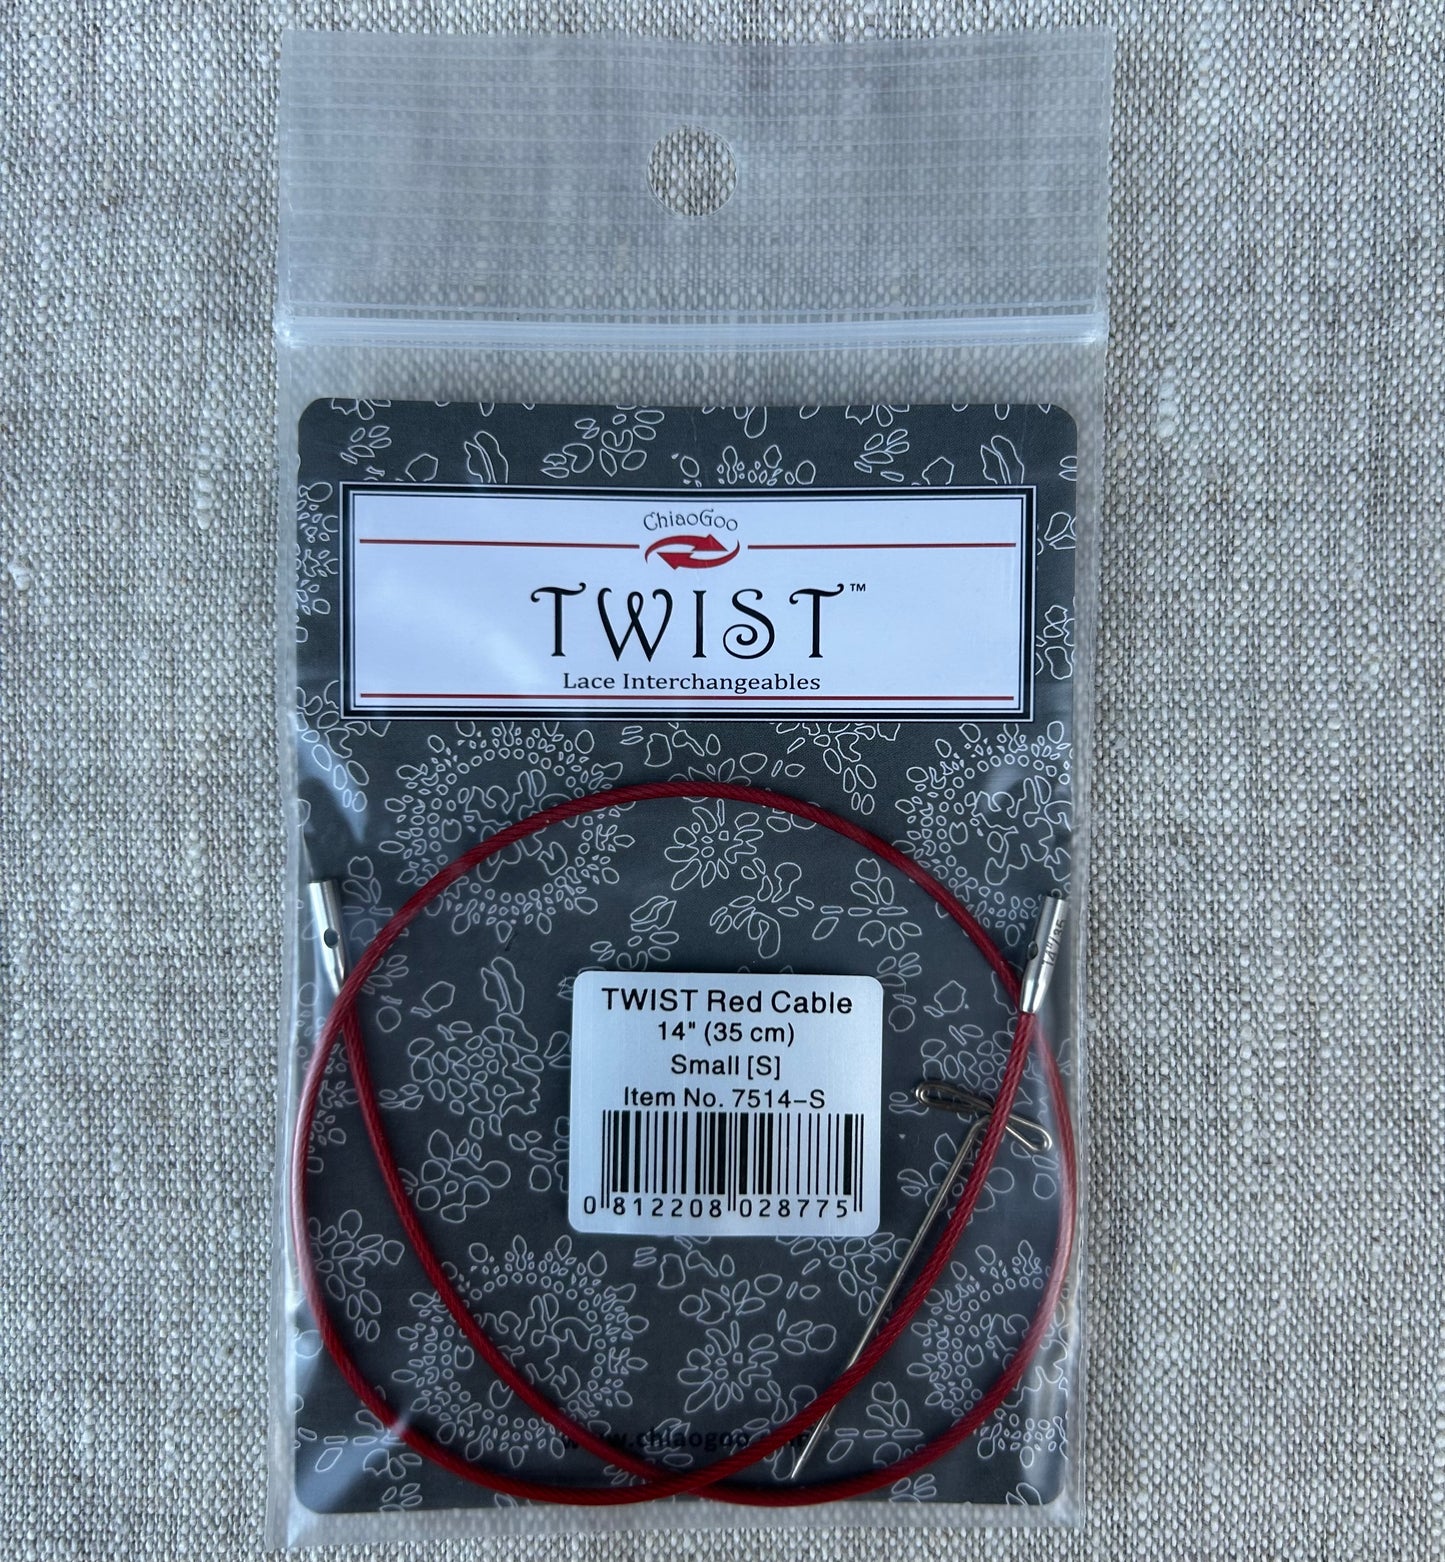 ChiaoGoo
TWIST™
Lace Interchangeables
TWIST Red Cable
14" (35 cm)
Small [S]
Item No. 7514-S
0 812208 028775